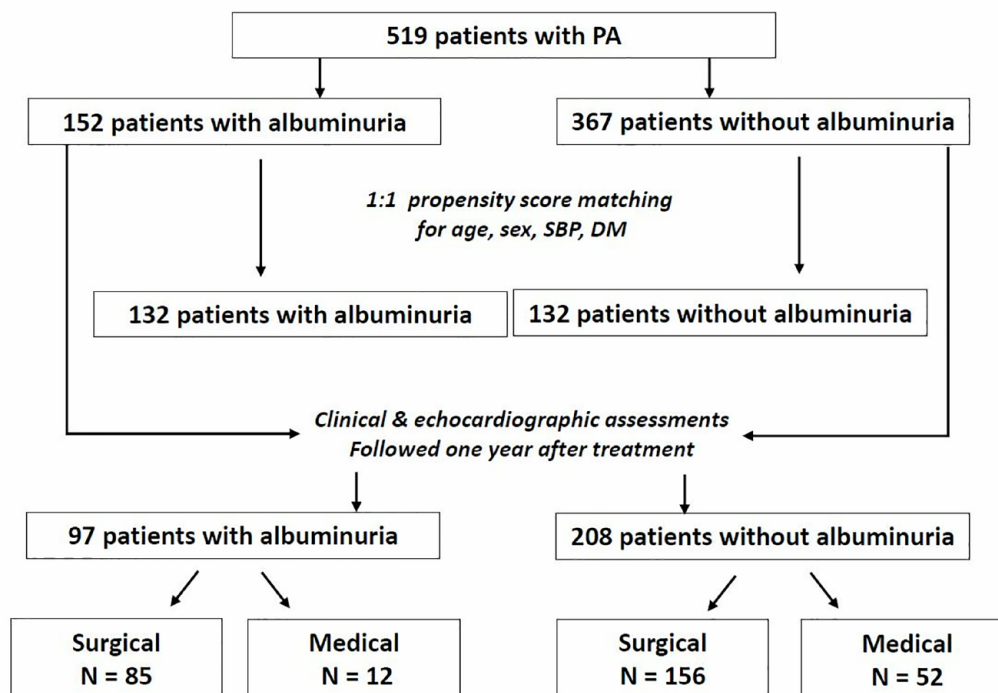 519 patients with PA
152 patients with albuminuria
367 patients without albuminuria
1:1 propensity score matching
for age, sex, SBP, DM
132 patients with albuminuria
132 patients without albuminuria
Clinical & echocardiographic assessments
Followed one year after treatment
97 patients with albuminuria
208 patients without albuminuria
Surgical
N = 85
Medical
N = 12
Surgical
N = 156
Medical
N = 52